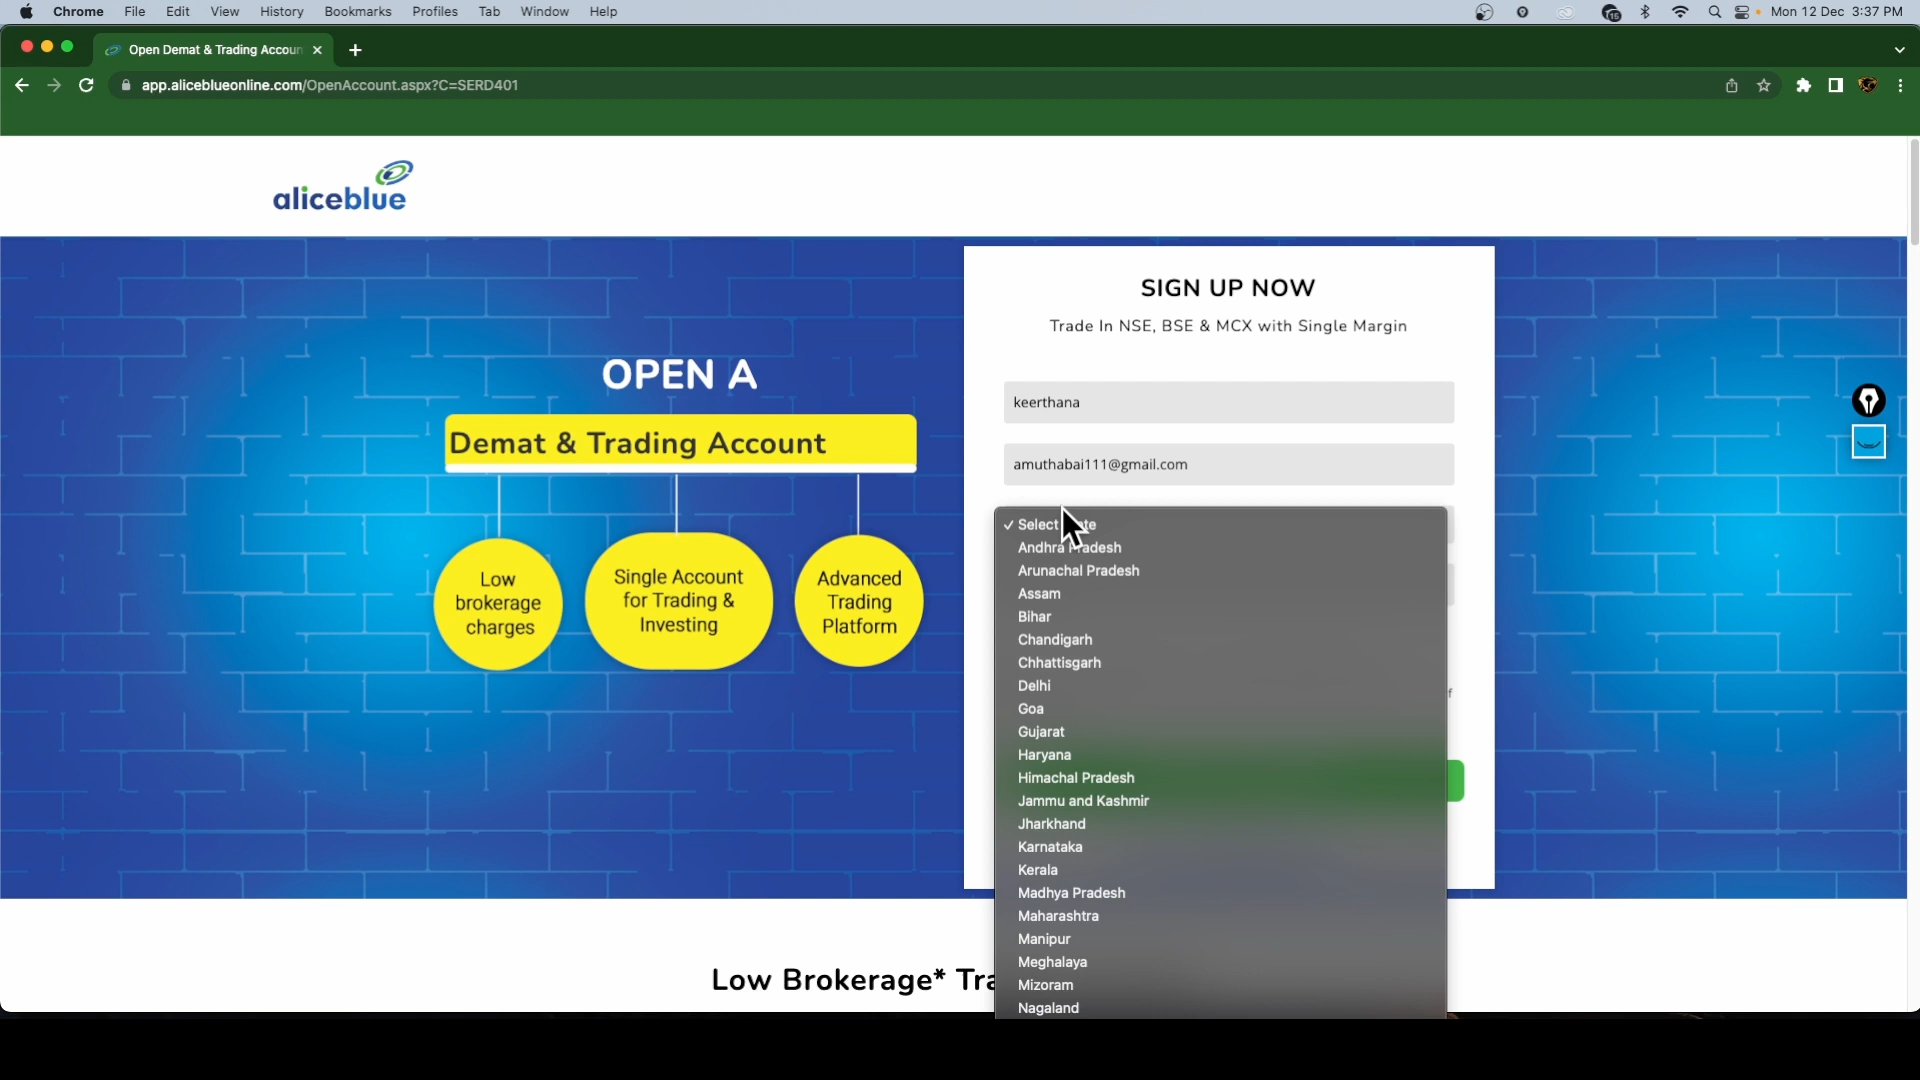 Chrome File Edit View History Bookmarks Profiles Tab Window Help
15
Mon 12 Dec 3:37 PM
Open Demat & Trading Accoun
app.aliceblueonline.com/OpenAccount.aspx?C=SERD401
aliceblue
OPEN A
Demat & Trading Account
Low
brokerage
charges
Single Account
for Trading &
Investing
Advanced
Trading
Platform
SIGN UP NOW
Trade In NSE, BSE & MCX with Single Margin
keerthana
amuthabai111@gmail.com
✓ Select
Andhra Pradesh
Arunachal Pradesh
Assam
Bihar
Chandigarh
Chhattisgarh
Delhi
Goa
Gujarat
Haryana
Himachal Pradesh
Jammu and Kashmir
Jharkhand
Karnataka
Kerala
Madhya Pradesh
Maharashtra
Manipur
Meghalaya
Mizoram
Nagaland
Low Brokerage* Tra